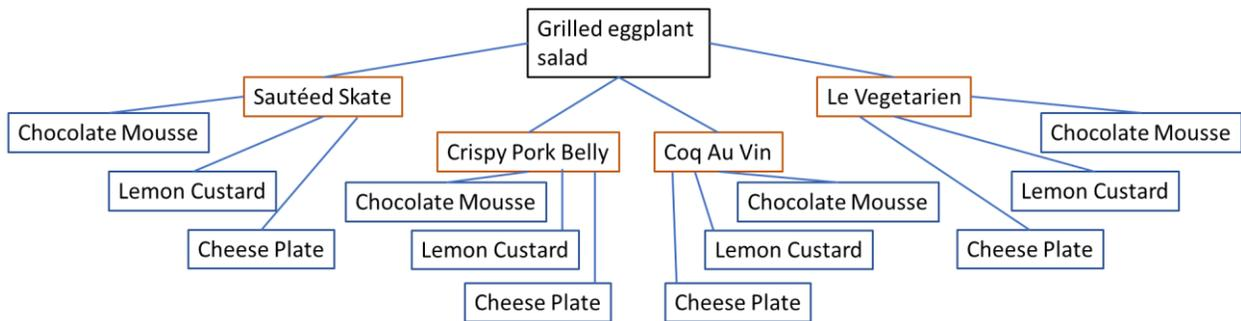 Grilled eggplant
salad
Sautéed Skate
Le Vegetarien
Chocolate Mousse
Chocolate Mousse
Crispy Pork Belly
Coq Au Vin
Lemon Custard
Chocolate Mousse
Chocolate Mousse
Lemon Custard
Cheese Plate
Lemon Custard
Lemon Custard
Cheese Plate
Cheese Plate
Cheese Plate